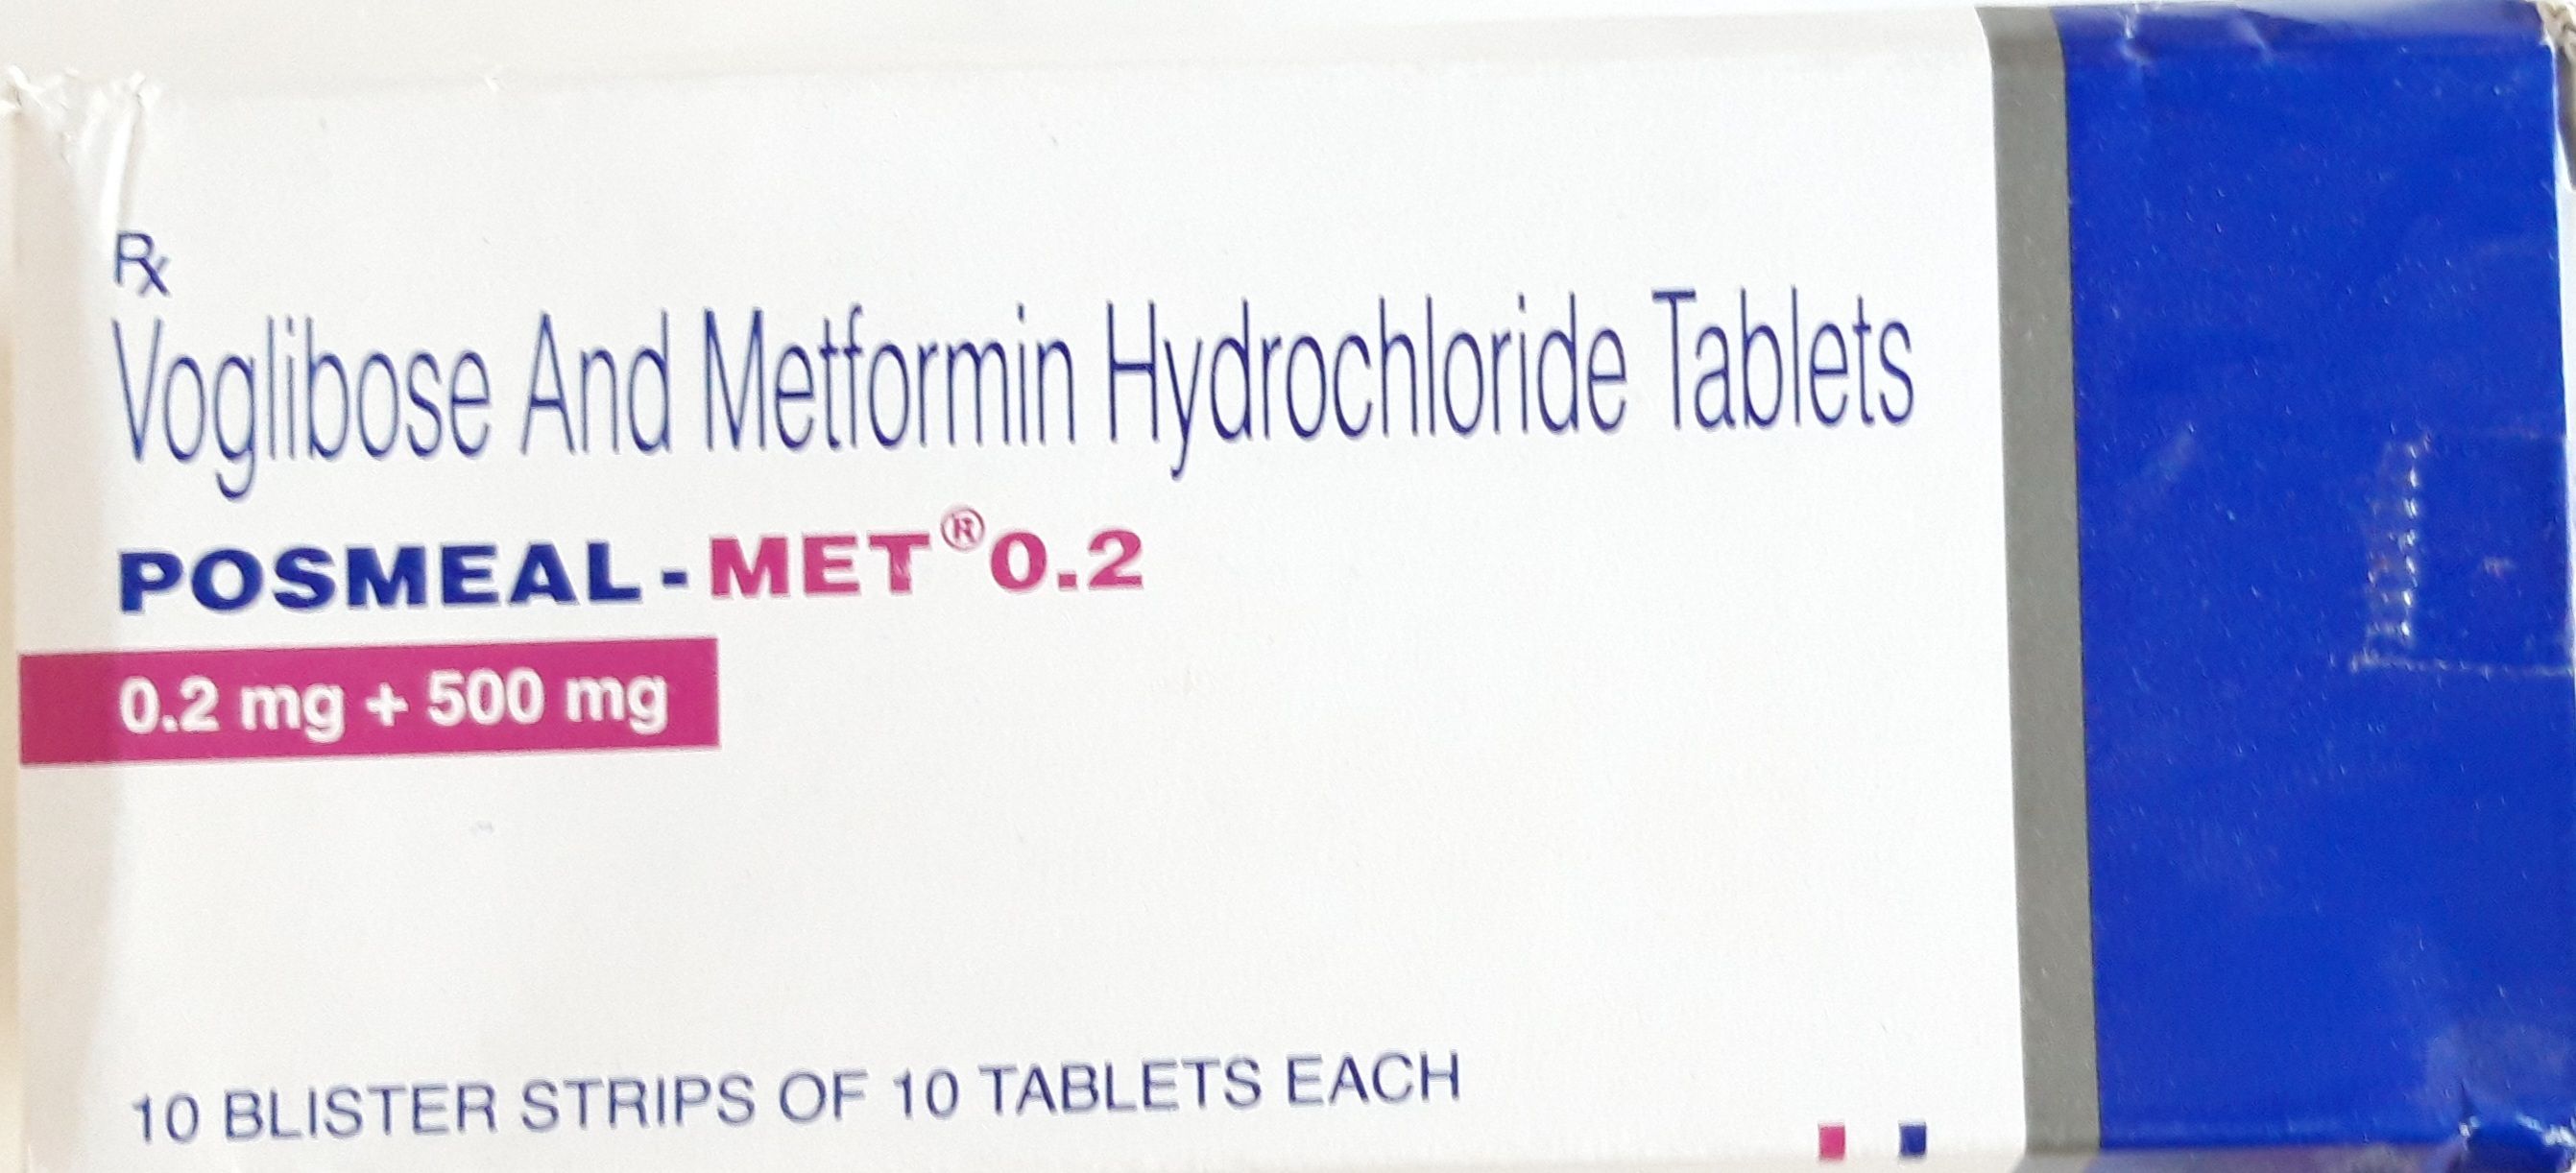 Rx
Voglibose And Metformin Hydrochloride Tablets
POSMEAL-MET®0.2
0.2 mg + 500 mg
10 BLISTER STRIPS OF 10 TABLETS EACH